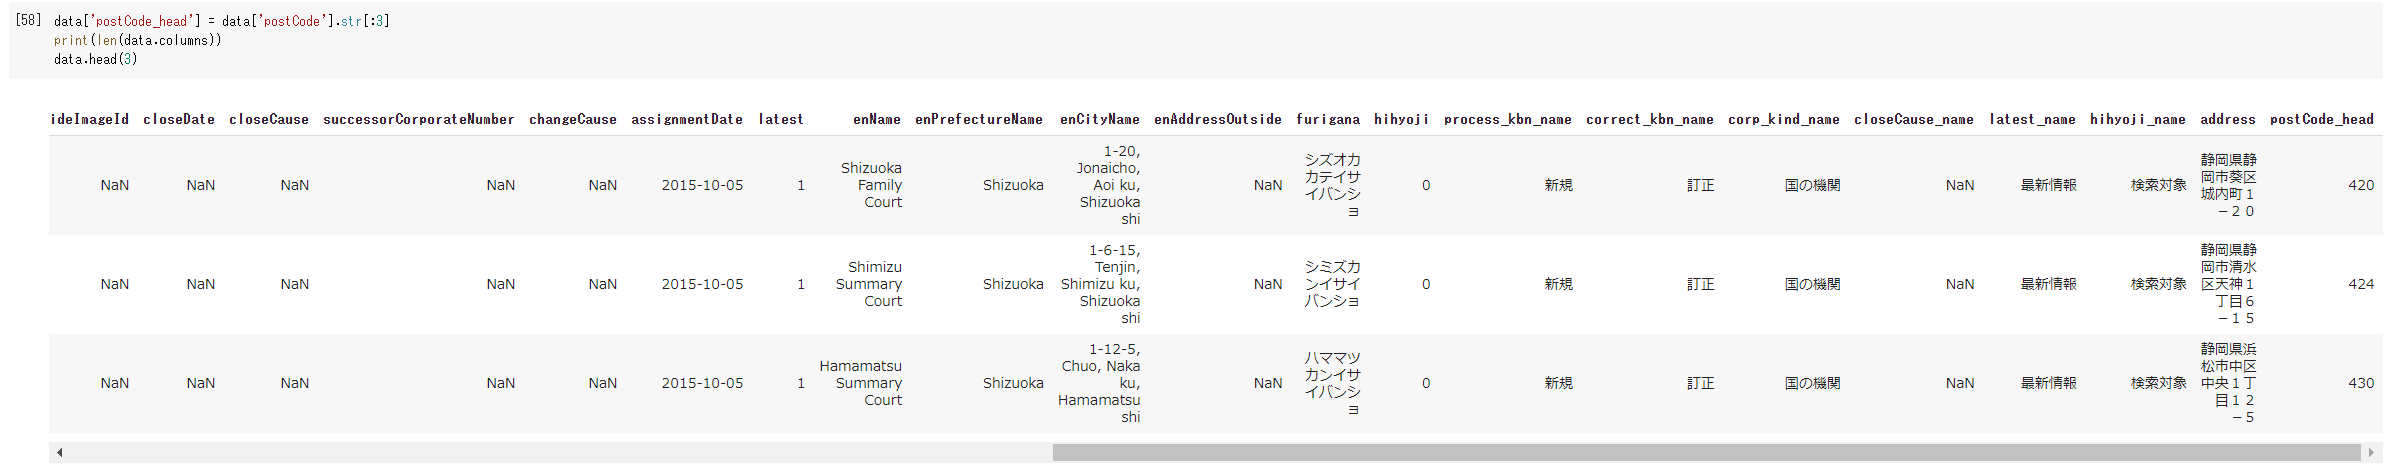 [58] data['postCode_head'] = data['postCode'].str[:3]
print(len(data.columns))
data.head(3)
ideImageId closeDate closeCause successorCorporateNumber changeCause assignmentDate latest enName enPrefectureName enCityName enAddressOutside furigana hihyoji process_kbn_name correct_kbn_name corp_kind_name closeCause_name latest_name hihyoji_name address postCode_head
NaN NaN NaN NaN NaN 2015-10-05 1
Shizuoka
Family
Court
Shizuoka
1-20,
Jonaicho,
Aoi ku,
Shizuoka
shi
NaN
シズオカ
カテイサ
イバンシ
ョ
0 新規 訂正 国の機関 NaN 最新情報 検索対象
静岡県静
岡市葵区
城内町１
－２０
420
NaN NaN NaN NaN NaN 2015-10-05 1
Shimizu
Summary
Court
Shizuoka
1-6-15,
Tenjin,
Shimizu ku,
Shizuoka
shi
NaN
シミズカ
ンイサイ
バンショ
0 新規 訂正 国の機関 NaN 最新情報 検索対象
静岡県静
岡市清水
区天神１
丁目６
－１５
424
NaN NaN NaN NaN NaN 2015-10-05 1
Hamamatsu
Summary
Court
Shizuoka
1-12-5,
Chuo, Naka
ku,
Hamamatsu
shi
NaN
ハママツ
カンイサ
イバンシ
ョ
0 新規 訂正 国の機関 NaN 最新情報 検索対象
静岡県浜
松市中区
中央１丁
目１２
－５
430